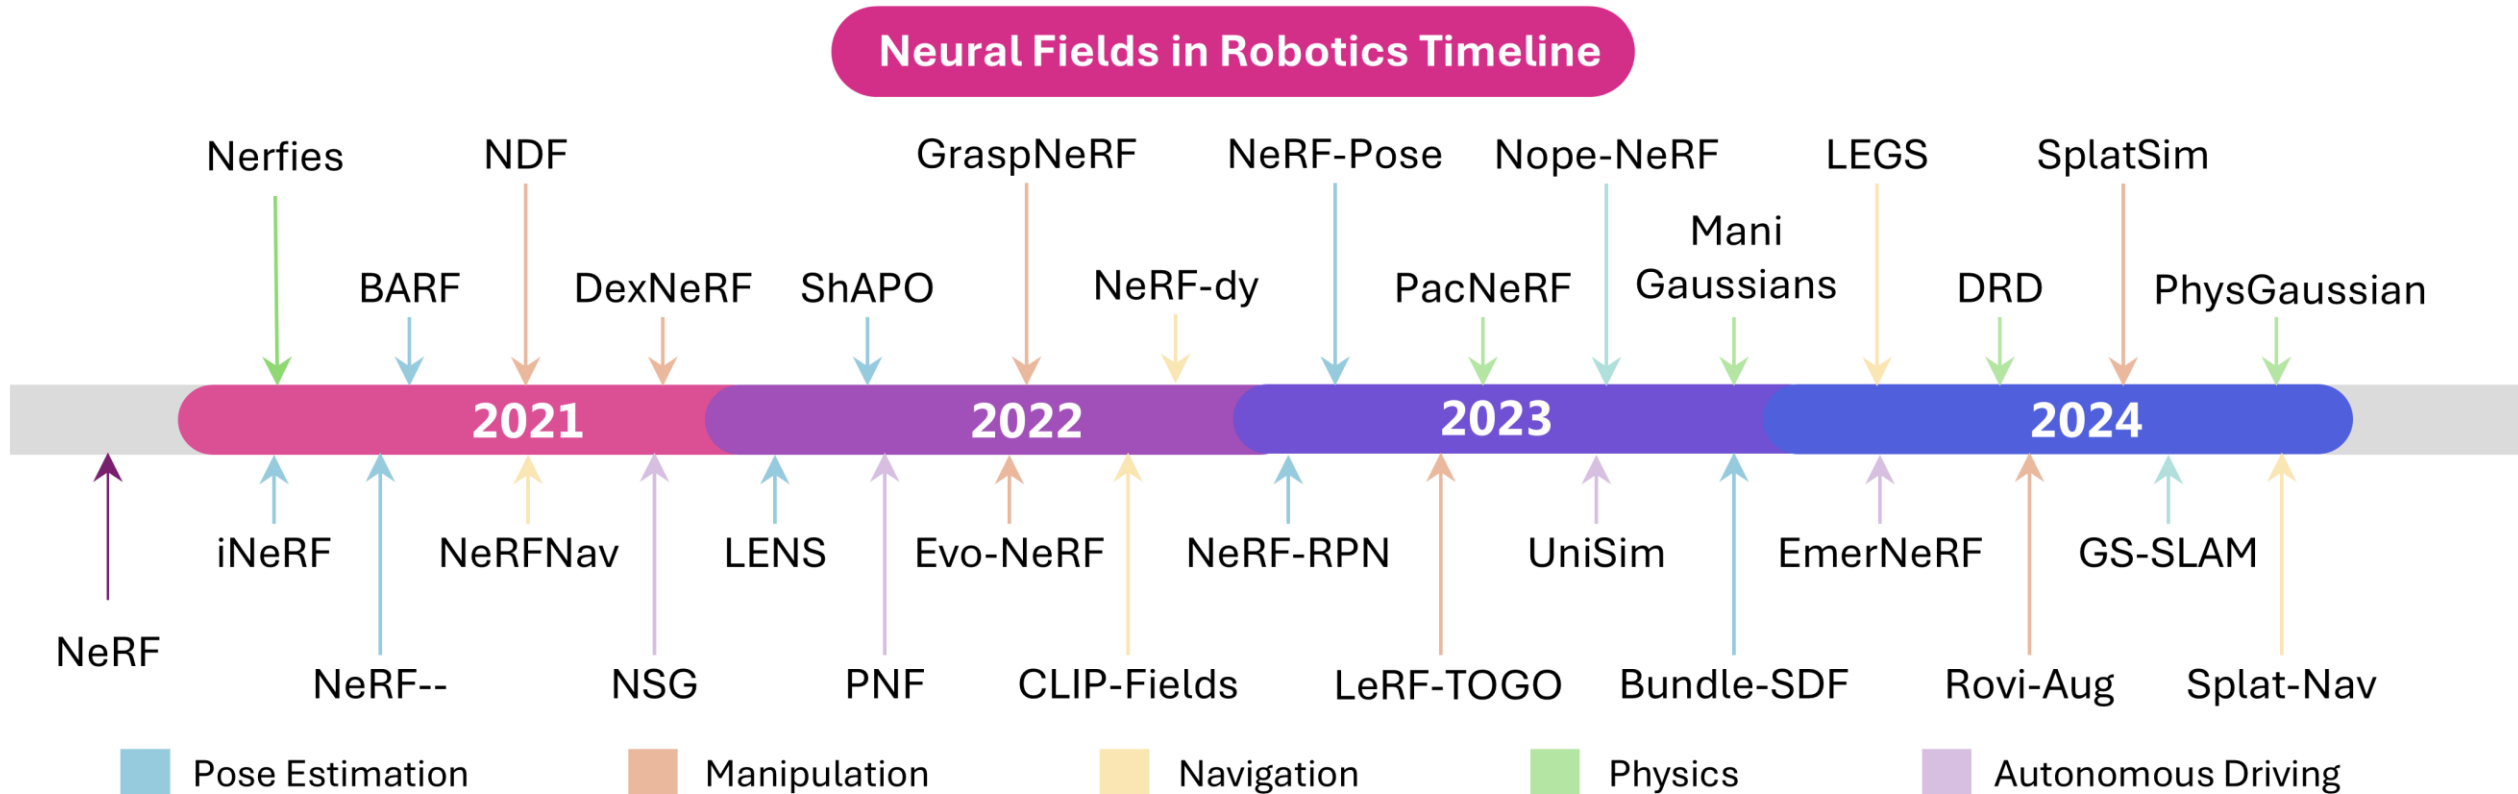 Neural Fields in Robotics Timeline
Nerfies
NDF
GraspNeRF
NeRF-Pose
Nope-NeRF
LEGS
SplatSim
BARF
DexNeRF
ShAPO
NeRF-dy
PacNeRF
Mani
Gaussians
DRD
PhysGaussian
2021
2022
2023
2024
iNeRF
NeRFNav
LENS
Evo-NeRF
NeRF-RPN
UniSim
EmerNeRF
GS-SLAM
NeRF
NeRF--
NSG
PNF
CLIP-Fields
LeRF-TOGO
Bundle-SDF
Rovi-Aug
Splat-Nav
Pose Estimation
Manipulation
Navigation
Physics
Autonomous Driving